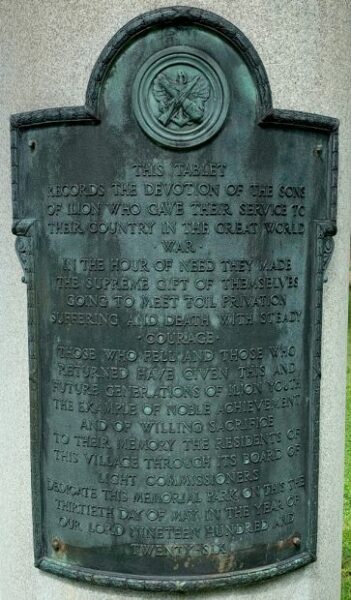 THIS TABLET
RECORDS THE DEVOTION OF THE SONS
OF ILION WHO GAVE THEIR SERVICE TO
THEIR COUNTRY IN THE GREAT WORLD
WAR ·
IN THE HOUR OF NEED THEY MADE
THE SUPREME GIFT OF THEMSELVES
GOING TO MEET TOIL PRIVATION
SUFFERING AND DEATH WITH STEADY
· COURAGE ·
THOSE WHO FELL AND THOSE WHO
RETURNED HAVE GIVEN THIS AND
FUTURE GENERATIONS OF ILION YOUTH
THE EXAMPLE OF NOBLE ACHIEVEMENT
AND OF WILLING SACRIFICE
TO THEIR MEMORY THE RESIDENTS OF
THIS VILLAGE THROUGH ITS BOARD OF
LIGHT COMMISSIONERS
DEDICATE THIS MEMORIAL PARK ON THIS THE
THIRTIETH DAY OF MAY IN THE YEAR OF
OUR LORD NINETEEN HUNDRED AND
TWENTY-SIX